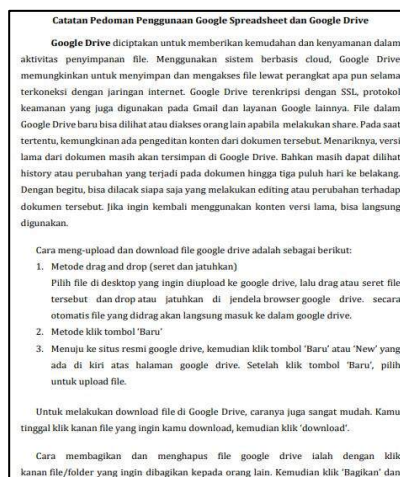 Catatan Pedoman Penggunaan Google Spreadsheet dan Google Drive
Google Drive diciptakan untuk memberikan kemudahan dan kenyamanan dalam
aktivitas penyimpanan file. Menggunakan sistem berbasis cloud, Google Drive
memungkinkan untuk menyimpan dan mengakses file lewat perangkat apa pun selama
terkoneksi dengan jaringan internet. Google Drive terenkripsi dengan SSL, protokol
keamanan yang juga digunakan pada Gmail dan layanan Google lainnya. File dalam
Google Drive baru bisa dilihat atau diakses orang lain apabila melakukan share. Pada saat
tertentu, kemungkinan ada pengeditan konten dari dokumen tersebut. Menariknya, versi
lama dari dokumen masih akan tersimpan di Google Drive. Bahkan masih dapat dilihat
history atau perubahan yang terjadi pada dokumen hingga tiga puluh hari ke belakang.
Dengan begitu, bisa dilacak siapa saja yang melakukan editing atau perubahan terhadap
dokumen tersebut. Jika ingin kembali menggunakan konten versi lama, bisa langsung
digunakan.
Cara meng-upload dan download file google drive adalah sebagai berikut:
1. Metode drag and drop (seret dan jatuhkan)
Pilih file di desktop yang ingin diupload ke google drive, lalu drag atau seret file
tersebut dan drop atau jatuhkan di jendela browser google drive. secara
otomatis file yang didrag akan langsung masuk ke dalam google drive.
2. Metode klik tombol 'Baru'
3. Menuju ke situs resmi google drive, kemudian klik tombol 'Baru' atau 'New' yang
ada di kiri atas halaman google drive. Setelah klik tombol 'Baru', pilih
untuk upload file.
Untuk melakukan download file di Google Drive, caranya juga sangat mudah. Kamu
tinggal klik kanan file yang ingin kamu download, kemudian klik 'download'.
Cara membagikan dan menghapus file google drive ialah dengan klik
kanan file/folder yang ingin dibagikan kepada orang lain. Kemudian klik 'Bagikan' dan